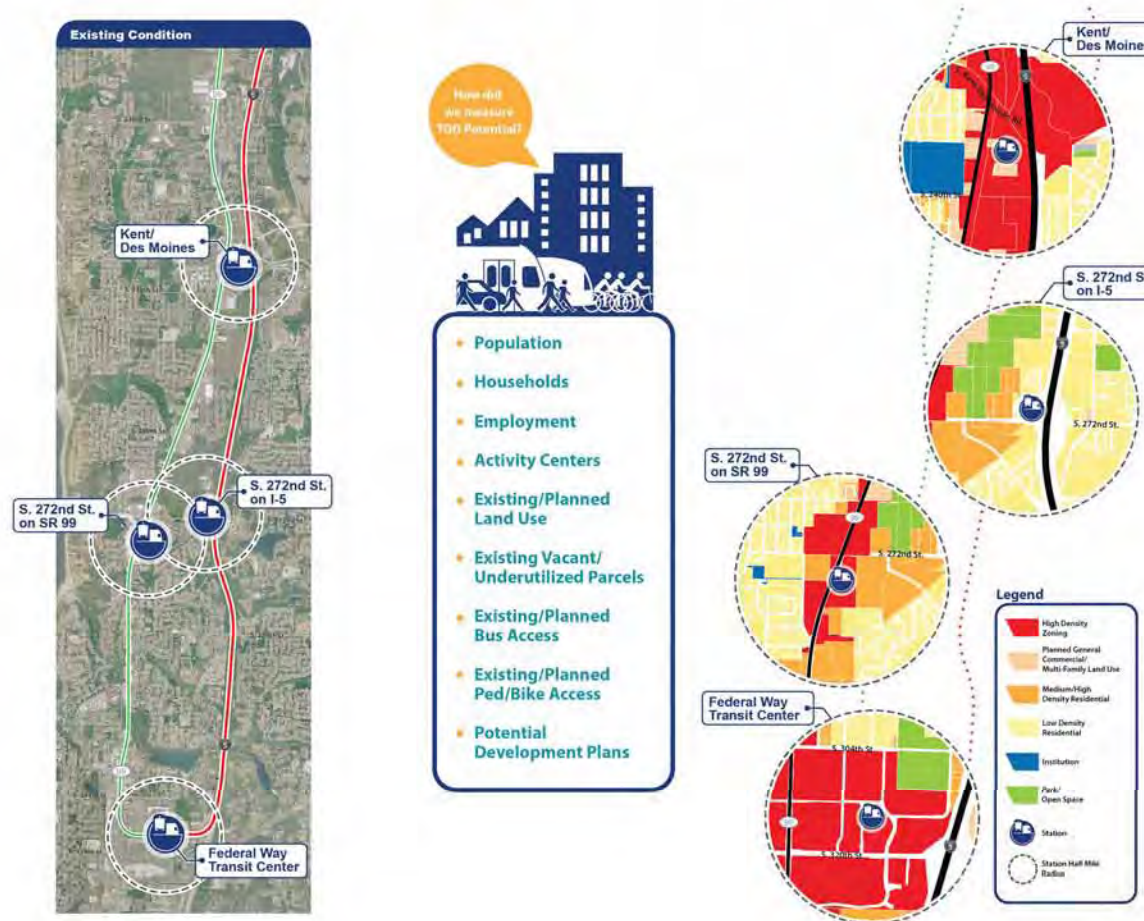 Existing Condition
Kent/
Des Moines
S. 272nd St.
on I-5
S. 272nd St.
on SR 99
Federal Way
Transit Center
How did
we measure
TOD Potential?
Population
Households
Employment
Activity Centers
Existing/Planned
Land Use
Existing Vacant/
Underutilized Parcels
Existing/Planned
Bus Access
Existing/Planned
Ped/Bike Access
Potential
Development Plans
Kent/
Des Moine
S. 240th St.
S. 272nd S
on I-5
S. 272nd St.
S. 272nd St.
on SR 99
S. 272nd St.
Federal Way
Transit Center
S. 304th St.
S. 320th St.
Legend
High Density
Zoning
Planned General
Commercial/
Multi-Family Land Use
Medium/High
Density Residential
Low Density
Residential
Institution
Park/
Open Space
Station
Station Half-Mile
Radius